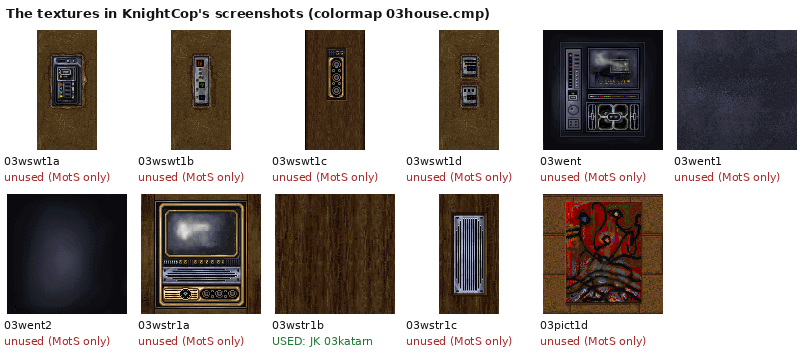 The textures in KnightCop's screenshots (colormap 03house.cmp)
03wswt1a 03wswt1b 03wswt1c 03wswt1d 03went 03went1
unused (MotS only) unused (MotS only) unused (MotS only) unused (MotS only) unused (MotS only) unused (MotS only)
03went2 03wstr1a 03wstr1b 03wstr1c 03pict1d
unused (MotS only) unused (MotS only) USED: JK 03katarn unused (MotS only) unused (MotS only)